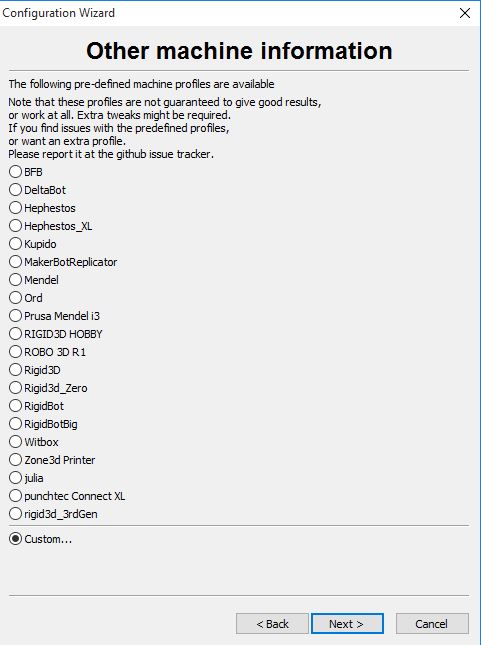 Configuration Wizard
Other machine information
The following pre-defined machine profiles are available
Note that these profiles are not guaranteed to give good results,
or work at all. Extra tweaks might be required.
If you find issues with the predefined profiles,
or want an extra profile.
Please report it at the github issue tracker.
BFB
DeltaBot
Hephestos
Hephestos_XL
Kupido
MakerBotReplicator
Mendel
Ord
Prusa Mendel i3
RIGID3D HOBBY
ROBO 3D R1
Rigid3D
Rigid3d_Zero
RigidBot
RigidBotBig
Witbox
Zone3d Printer
julia
punchtec Connect XL
rigid3d_3rdGen
Custom...
< Back
Next >
Cancel